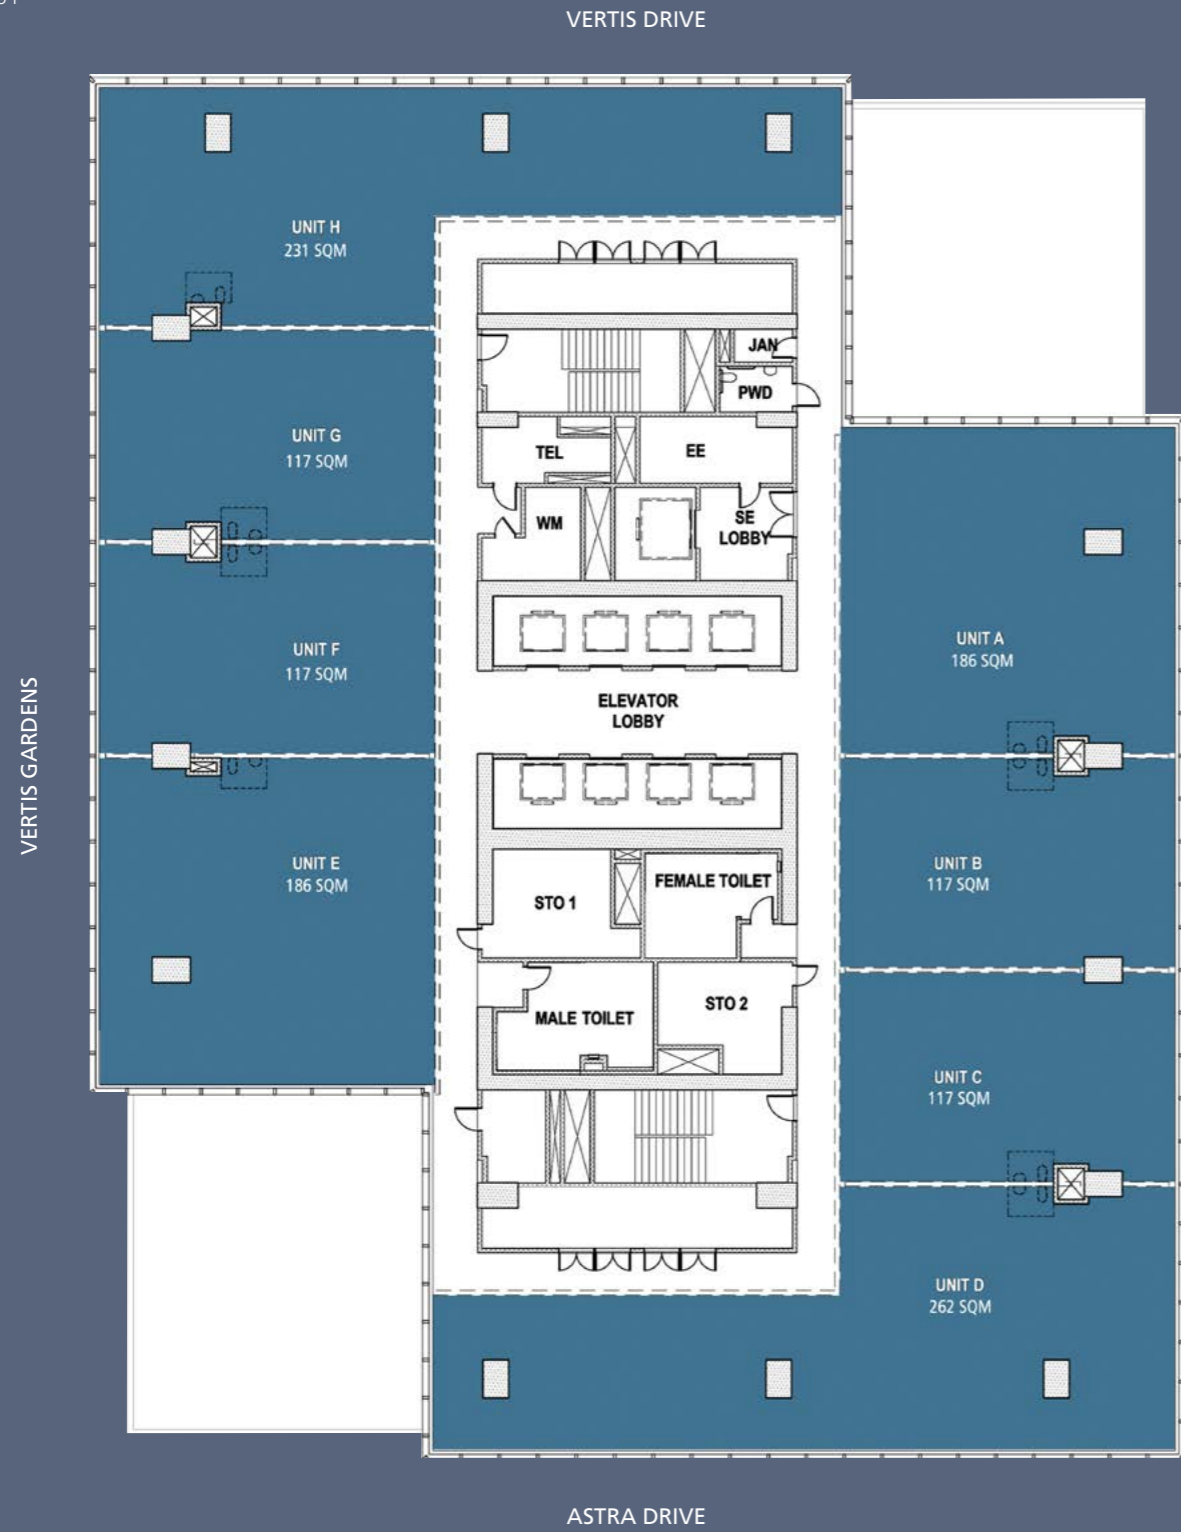 VERTIS DRIVE
UNIT H
231 SQM
JAN
PWD
UNIT G
117 SQM
TEL
EE
WM
SE
LOBBY
UNIT F
117 SQM
UNIT A
186 SQM
ELEVATOR
LOBBY
VERTIS GARDENS
UNIT E
186 SQM
STO 1
FEMALE TOILET
UNIT B
117 SQM
MALE TOILET
STO 2
UNIT C
117 SQM
UNIT D
262 SQM
ASTRA DRIVE